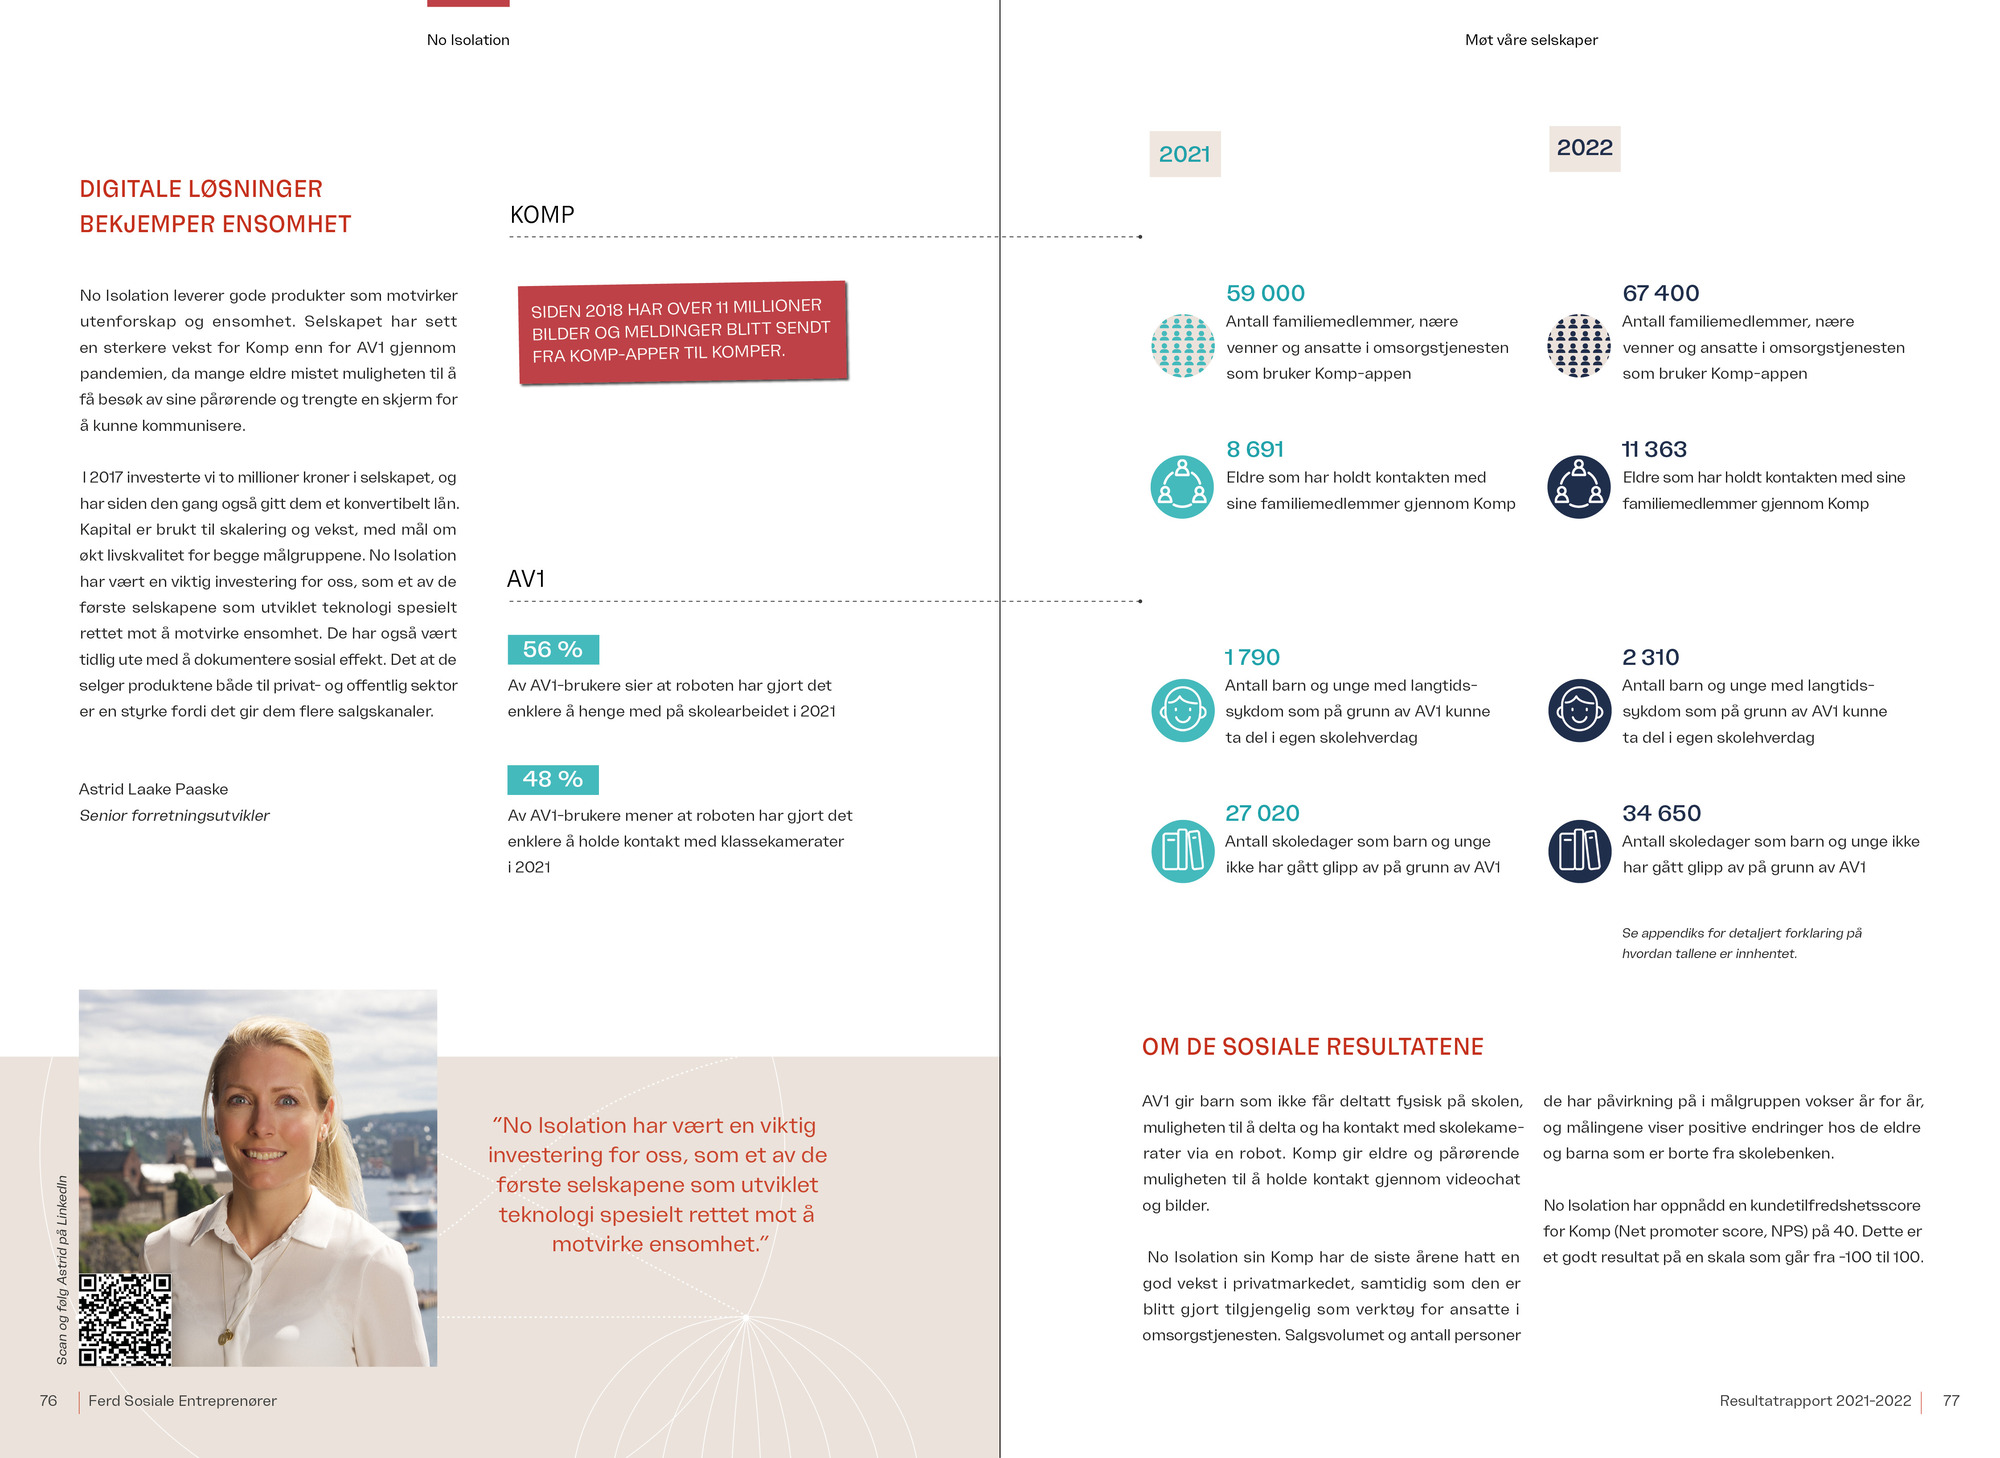 No Isolation
DIGITALE LØSNINGER
BEKJEMPER ENSOMHET
No Isolation leverer gode produkter som motvirker
utenforskap og ensomhet. Selskapet har sett
en sterkere vekst for Komp enn for AV1 gjennom
pandemien, da mange eldre mistet muligheten til å
få besøk av sine pårørende og trengte en skjerm for
å kunne kommunisere.
I 2017 investerte vi to millioner kroner i selskapet, og
har siden den gang også gitt dem et konvertibelt lån.
Kapital er brukt til skalering og vekst, med mål om
økt livskvalitet for begge målgruppene. No Isolation
har vært en viktig investering for oss, som et av de
første selskapene som utviklet teknologi spesielt
rettet mot å motvirke ensomhet. De har også vært
tidlig ute med å dokumentere sosial effekt. Det at de
selger produktene både til privat- og offentlig sektor
er en styrke fordi det gir dem flere salgskanaler.
Astrid Laake Paaske
Senior forretningsutvikler
KOMP
SIDEN 2018 HAR OVER 11 MILLIONER
BILDER OG MELDINGER BLITT SENDT
FRA KOMP-APPER TIL KOMPER.
AV1
56 %
Av AV1-brukere sier at roboten har gjort det
enklere å henge med på skolearbeidet i 2021
48 %
Av AV1-brukere mener at roboten har gjort det
enklere å holde kontakt med klassekamerater
i 2021
Scan og følg Astrid på LinkedIn
"No Isolation har vært en viktig
investering for oss, som et av de
første selskapene som utviklet
teknologi spesielt rettet mot å
motvirke ensomhet."
76
Ferd Sosiale Entreprenører
Møt våre selskaper
2021
59 000
Antall familiemedlemmer, nære
venner og ansatte i omsorgstjenesten
som bruker Komp-appen
8 691
Eldre som har holdt kontakten med
sine familiemedlemmer gjennom Komp
1 790
Antall barn og unge med langtids-
sykdom som på grunn av AV1 kunne
ta del i egen skolehverdag
27 020
Antall skoledager som barn og unge
ikke har gått glipp av på grunn av AV1
2022
67 400
Antall familiemedlemmer, nære
venner og ansatte i omsorgstjenesten
som bruker Komp-appen
11 363
Eldre som har holdt kontakten med sine
familiemedlemmer gjennom Komp
2 310
Antall barn og unge med langtids-
sykdom som på grunn av AV1 kunne
ta del i egen skolehverdag
34 650
Antall skoledager som barn og unge ikke
har gått glipp av på grunn av AV1
Se appendiks for detaljert forklaring på
hvordan tallene er innhentet.
OM DE SOSIALE RESULTATENE
AV1 gir barn som ikke får deltatt fysisk på skolen,
muligheten til å delta og ha kontakt med skolekame-
rater via en robot. Komp gir eldre og pårørende
muligheten til å holde kontakt gjennom videochat
og bilder.
No Isolation sin Komp har de siste årene hatt en
god vekst i privatmarkedet, samtidig som den er
blitt gjort tilgjengelig som verktøy for ansatte i
omsorgstjenesten. Salgsvolumet og antall personer
de har påvirkning på i målgruppen vokser år for år,
og målingene viser positive endringer hos de eldre
og barna som er borte fra skolebenken.
No Isolation har oppnådd en kundetilfredshetsscore
for Komp (Net promoter score, NPS) på 40. Dette er
et godt resultat på en skala som går fra -100 til 100.
Resultatrapport 2021-2022
77